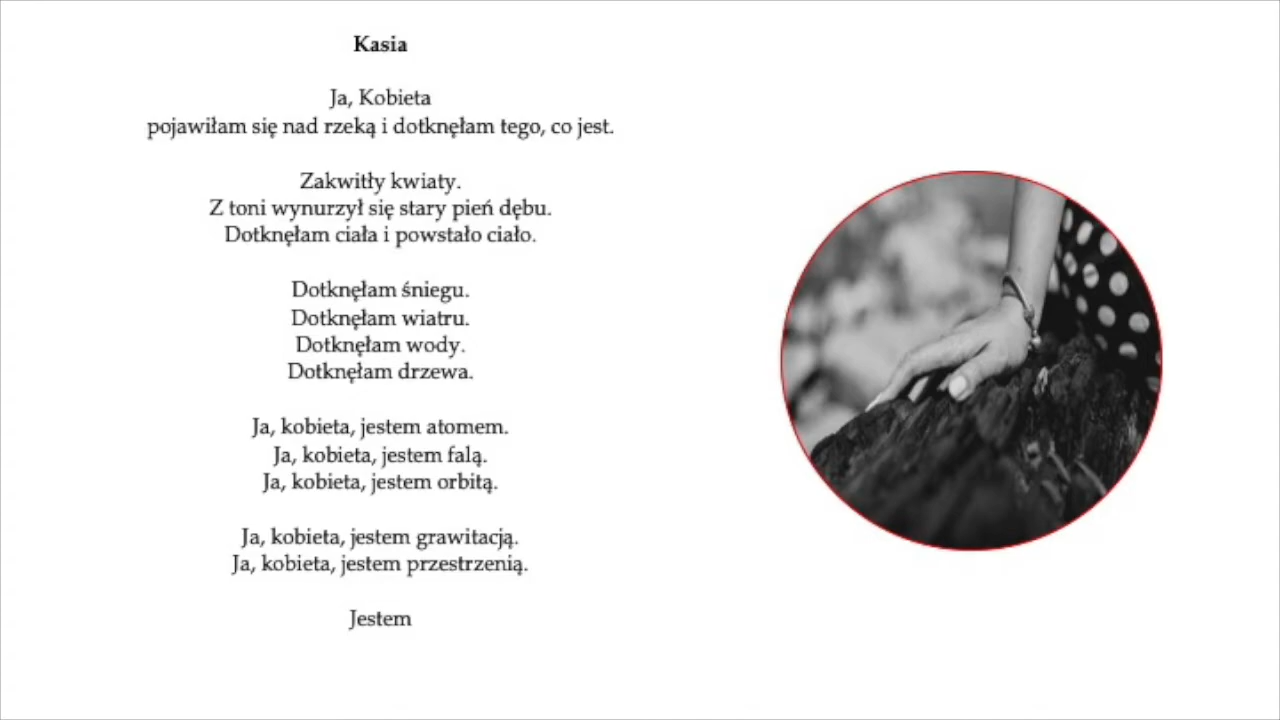 Kasia
Ja, Kobieta
pojawiłam się nad rzeką i dotknęłam tego, co jest.
Zakwitły kwiaty.
Z toni wynurzył się stary pień dębu.
Dotknęłam ciała i powstało ciało.
Dotknęłam śniegu.
Dotknęłam wiatru.
Dotknęłam wody.
Dotknęłam drzewa.
Ja, kobieta, jestem atomem.
Ja, kobieta, jestem falą.
Ja, kobieta, jestem orbitą.
Ja, kobieta, jestem grawitacją.
Ja, kobieta, jestem przestrzenią.
Jestem